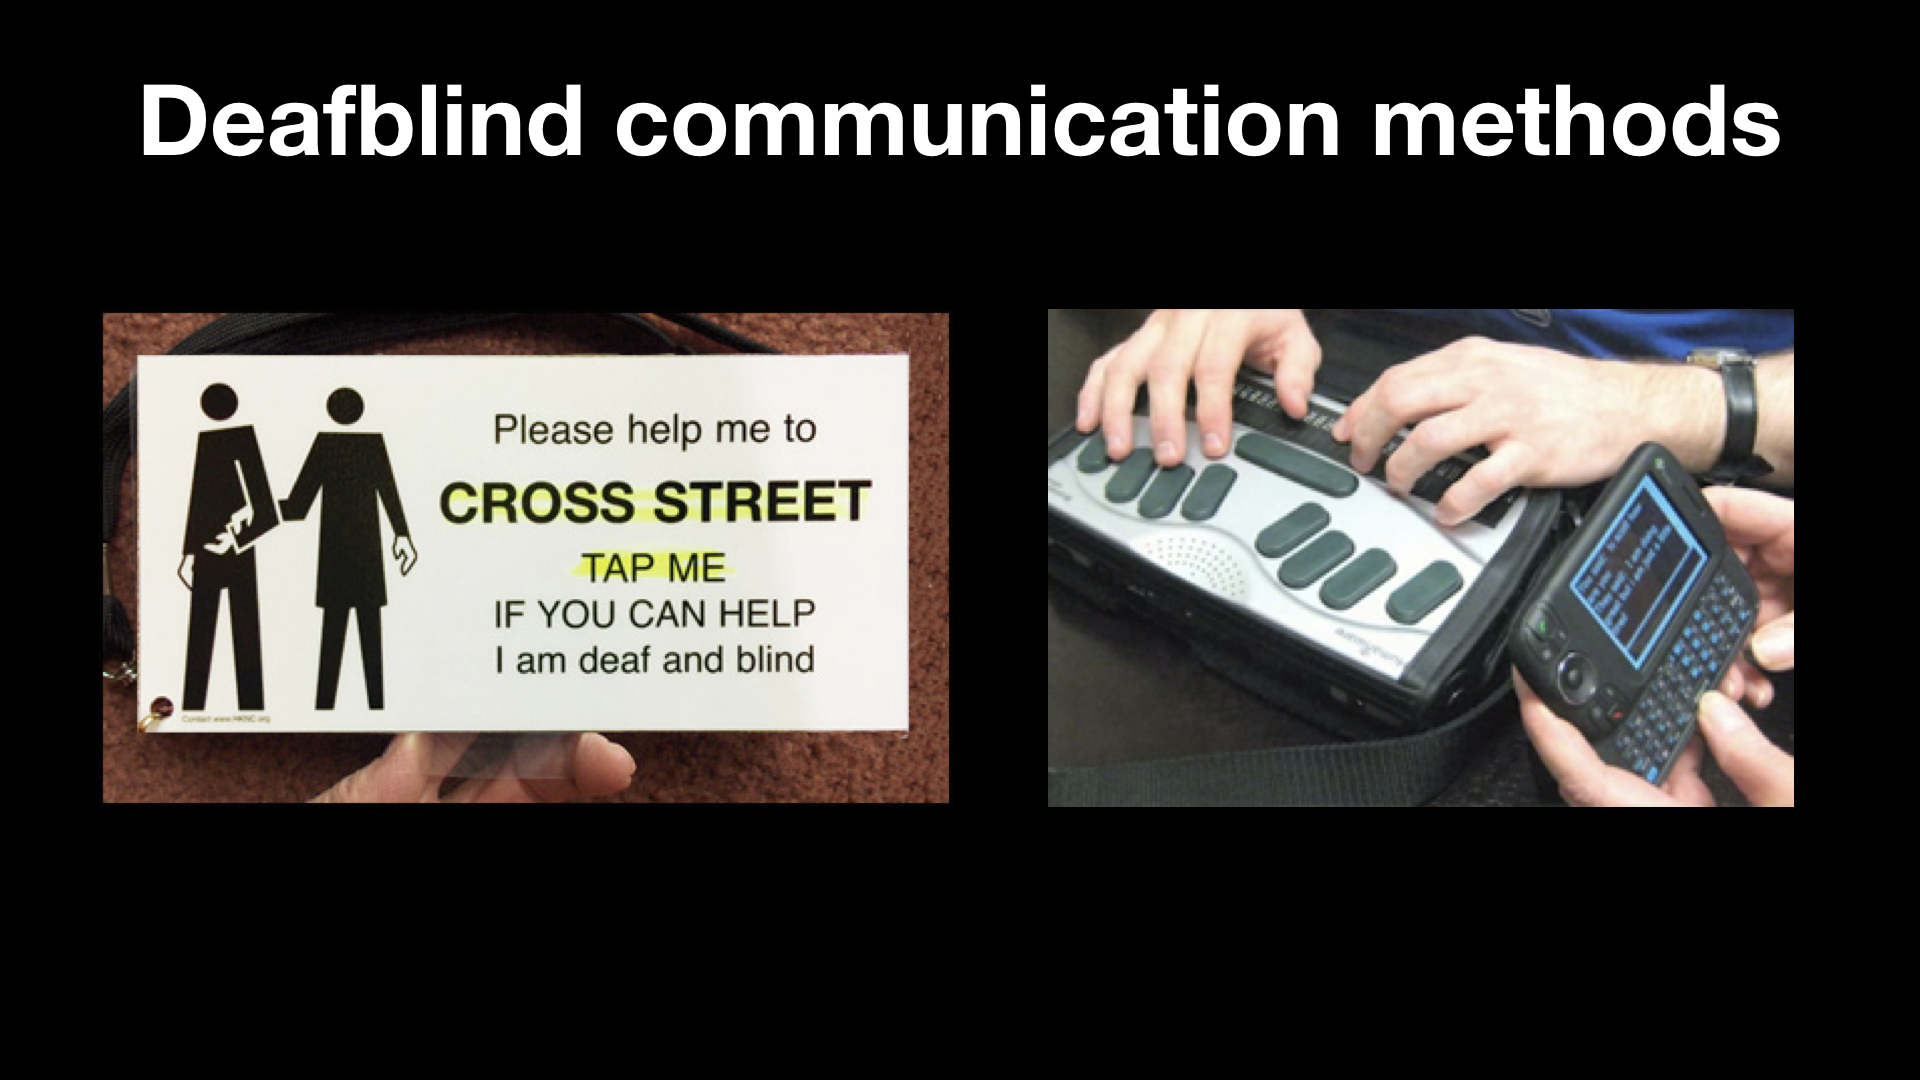 Deafblind communication methods
Please help me to
CROSS STREET
TAP ME
IF YOU CAN HELP
I am deaf and blind
Contact www.HKNC.org
HumanWare